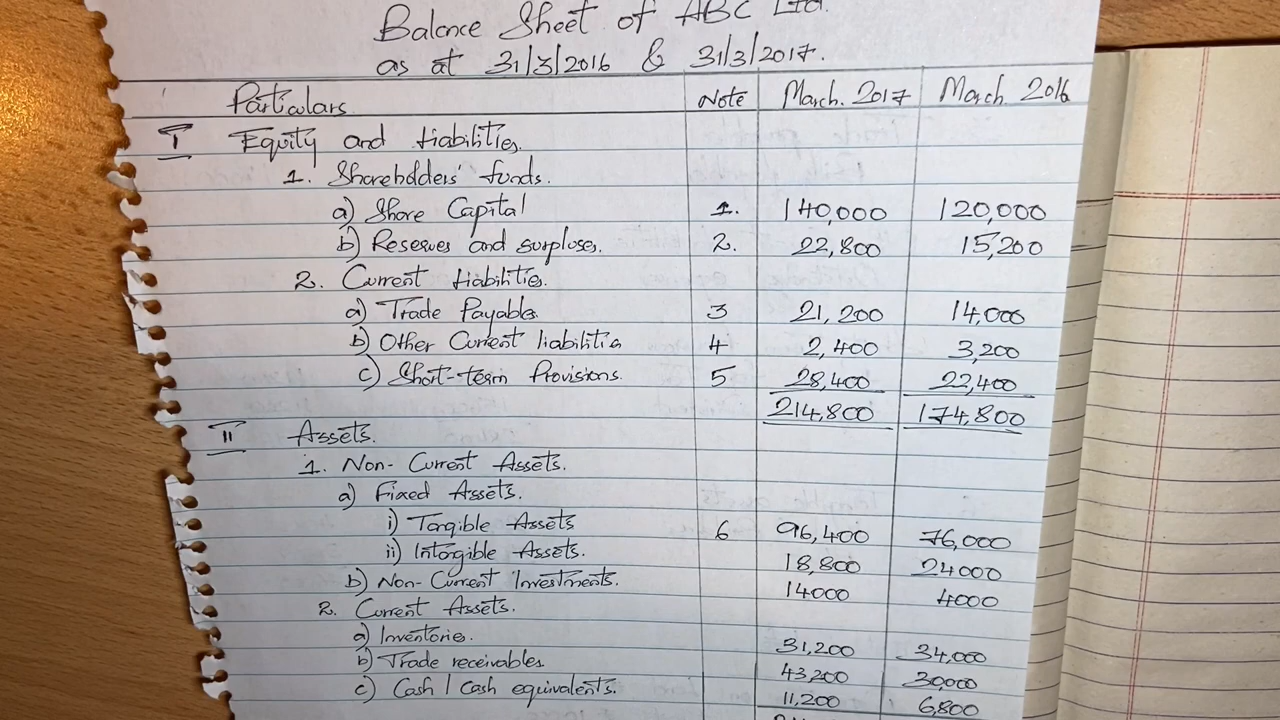 Balance Sheet of ABC Ltd.
as at 31/3/2016 & 31/3/2017.
Particulars. Note March. 2017 March. 2016
I Equity and Liabilities.
1. Shareholders' funds.
a) Share Capital 1. 140,000 120,000
b) Reserves and surpluses. 2. 22,800 15,200
2. Current Liabilities.
a) Trade Payables 3 21,200 14,000
b) Other Current liabilities 4 2,400 3,200
c) Short-term Provisions. 5 28,400 22,400
214,800 174,800
II Assets.
1. Non-Current Assets.
a) Fixed Assets.
i) Tangible Assets 6 96,400 76,000
ii) Intangible Assets. 18,800 24000
b) Non-Current Investments. 14000 4000
2. Current Assets.
a) Inventories. 31,200 34,000
b) Trade receivables 43200 30,000
c) Cash / Cash equivalents. 11,200 6,800